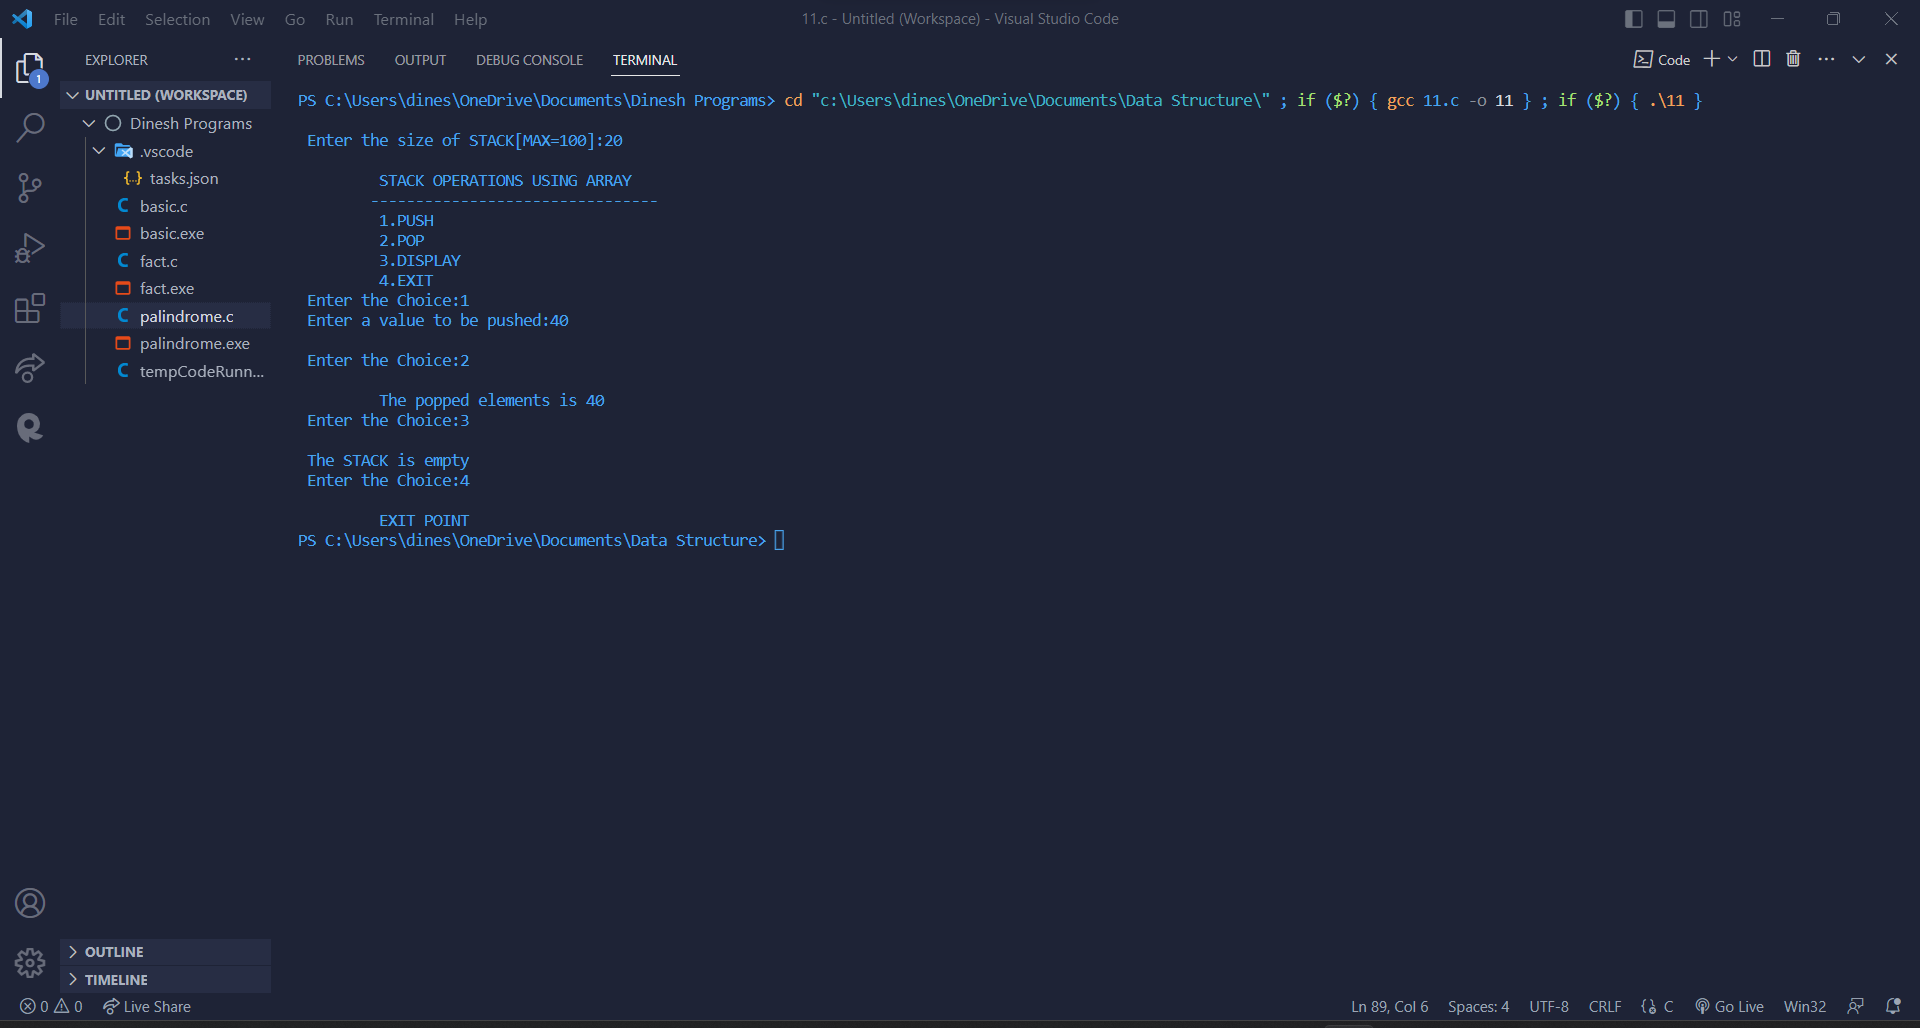 File Edit Selection View Go Run Terminal Help
11.c - Untitled (Workspace) - Visual Studio Code
EXPLORER
UNTITLED (WORKSPACE)
Dinesh Programs
.vscode
tasks.json
basic.c
basic.exe
fact.c
fact.exe
palindrome.c
palindrome.exe
tempCodeRunn...
OUTLINE
TIMELINE
1
PROBLEMS OUTPUT DEBUG CONSOLE TERMINAL
Code
PS C:\Users\dines\OneDrive\Documents\Dinesh Programs> cd "c:\Users\dines\OneDrive\Documents\Data Structure\" ; if ($?) { gcc 11.c -o 11 } ; if ($?) { .\11 }
Enter the size of STACK[MAX=100]:20
STACK OPERATIONS USING ARRAY
--------------------------------
1.PUSH
2.POP
3.DISPLAY
4.EXIT
Enter the Choice:1
Enter a value to be pushed:40
Enter the Choice:2
The popped elements is 40
Enter the Choice:3
The STACK is empty
Enter the Choice:4
EXIT POINT
PS C:\Users\dines\OneDrive\Documents\Data Structure>
0 0 Live Share
Ln 89, Col 6 Spaces: 4 UTF-8 CRLF C Go Live Win32